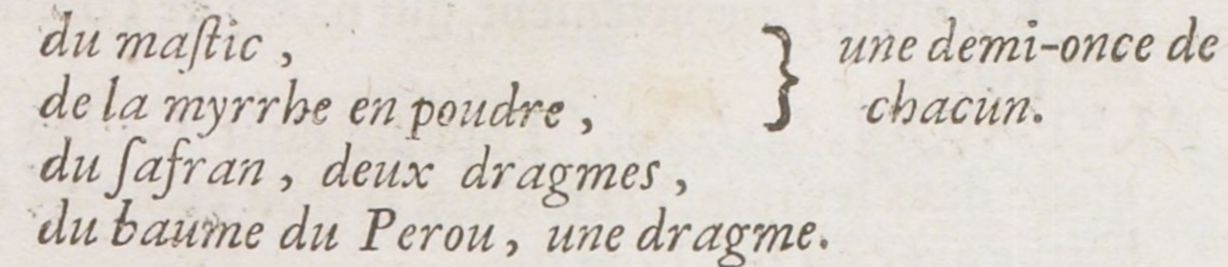 du maſtic , } une demi-once de
de la myrrhe en poudre , } chacun.
du ſafran , deux dragmes ,
du baume du Perou, une dragme.